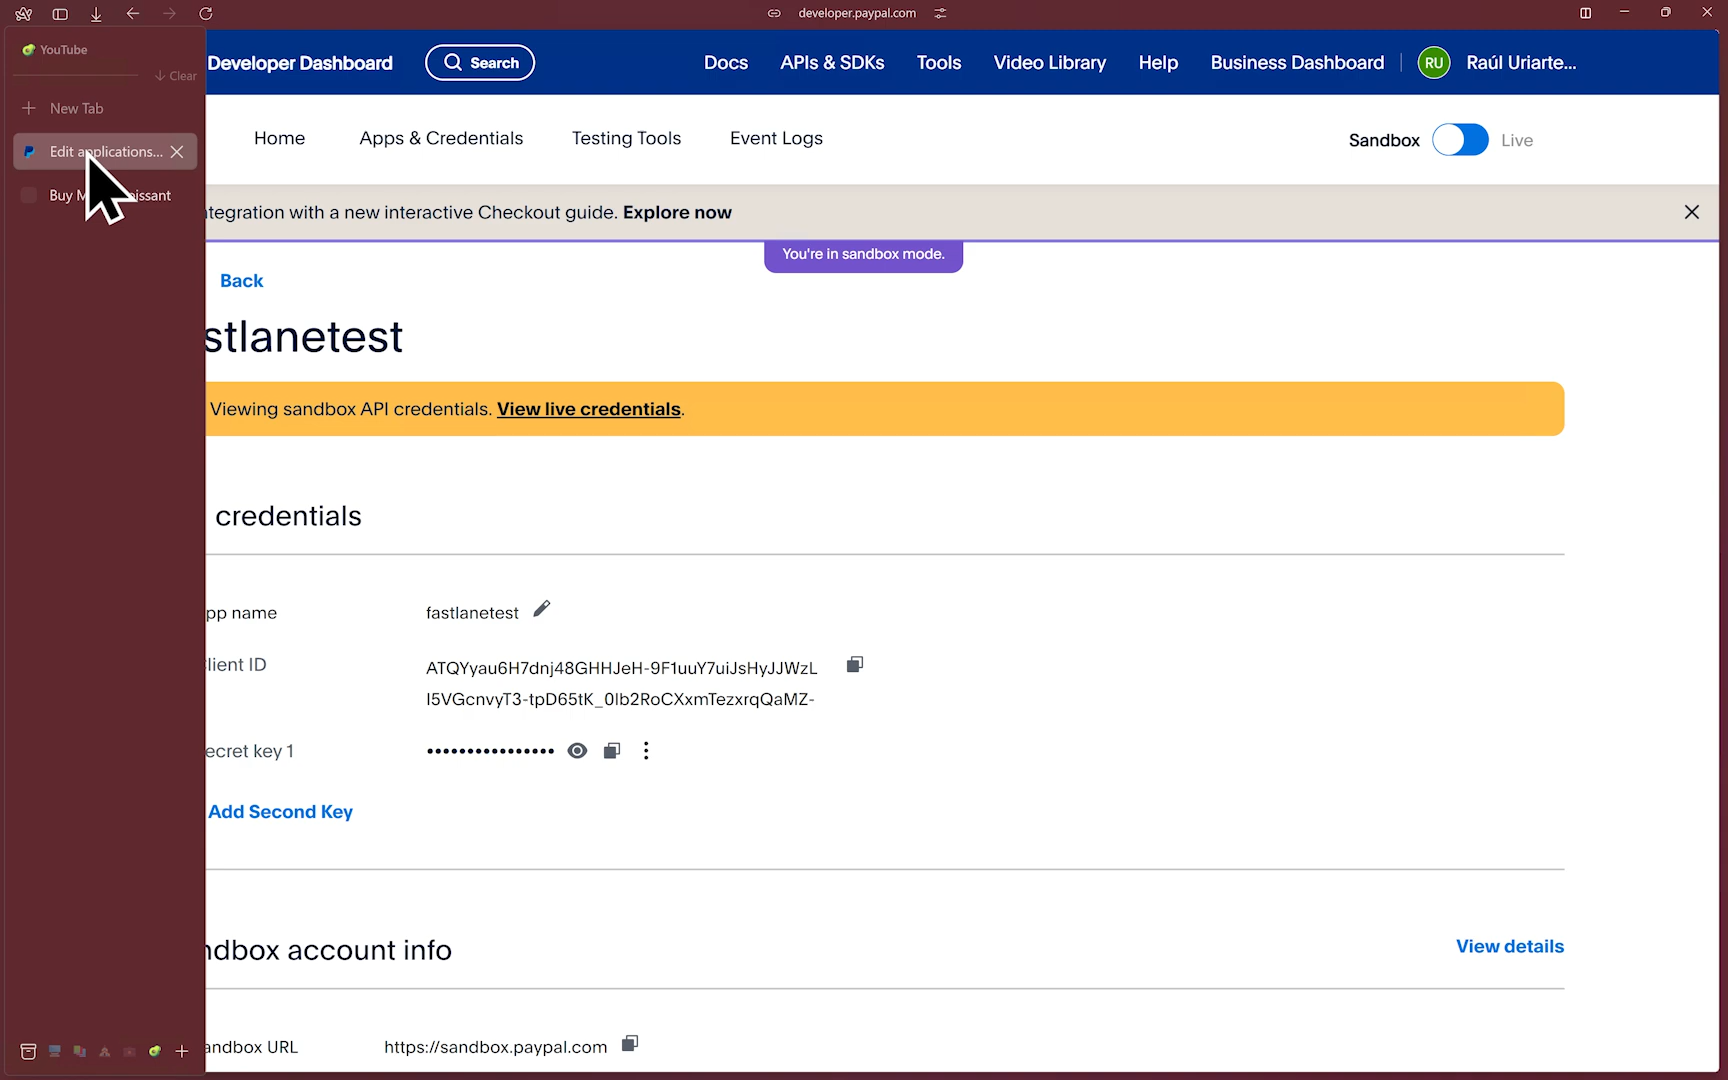 developer.paypal.com
YouTube
Clear
New Tab
Edit applications...
Buy M
issant
Developer Dashboard
Search
Docs
APIs & SDKs
Tools
Video Library
Help
Business Dashboard
RU
Raúl Uriarte...
Home
Apps & Credentials
Testing Tools
Event Logs
Sandbox
Live
tegration with a new interactive Checkout guide. Explore now
You're in sandbox mode.
Back
stlanetest
Viewing sandbox API credentials. View live credentials.
credentials
pp name
fastlanetest
lient ID
ATQYyau6H7dnj48GHHJeH-9F1uuY7uiJsHyJJWzL
I5VGcnvyT3-tpD65tK_0Ib2RoCXxmTezxrqQaMZ-
ecret key 1
Add Second Key
ndbox account info
View details
andbox URL
https://sandbox.paypal.com